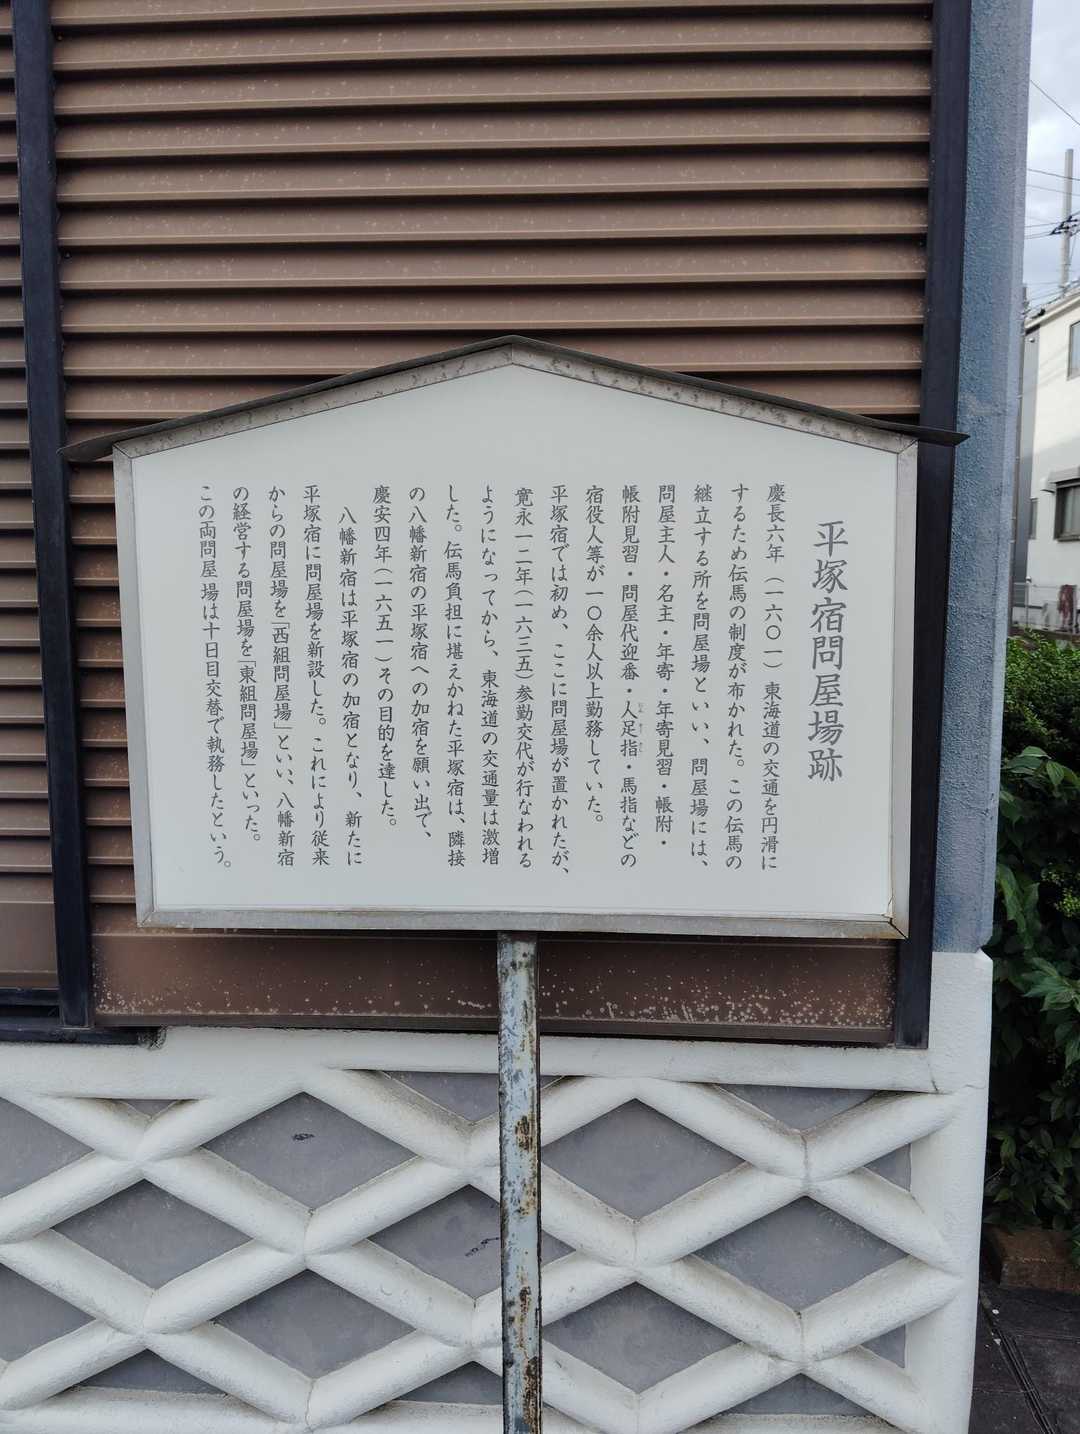 平塚宿問屋場跡
慶長六年（一六〇一）東海道の交通を円滑に
するため伝馬の制度が布かれた。この伝馬の
継立する所を問屋場といい、問屋場には、
問屋主人・名主・年寄・年寄見習・帳附・
帳附見習・問屋代迎番・人足指・馬指などの
宿役人等が一〇余人以上勤務していた。
平塚宿では初め、ここに問屋場が置かれたが、
寛永一二年（一六三五）参勤交代が行なわれる
ようになってから、東海道の交通量は激増
した。伝馬負担に堪えかねた平塚宿は、隣接
の八幡新宿の平塚宿への加宿を願い出て、
慶安四年（一六五一）その目的を達した。
八幡新宿は平塚宿の加宿となり、新たに
平塚宿に問屋場を新設した。これにより従来
からの問屋場を「西組問屋場」といい、八幡新宿
の経営する問屋場を「東組問屋場」といった。
この両問屋場は十日目交替で執務したという。